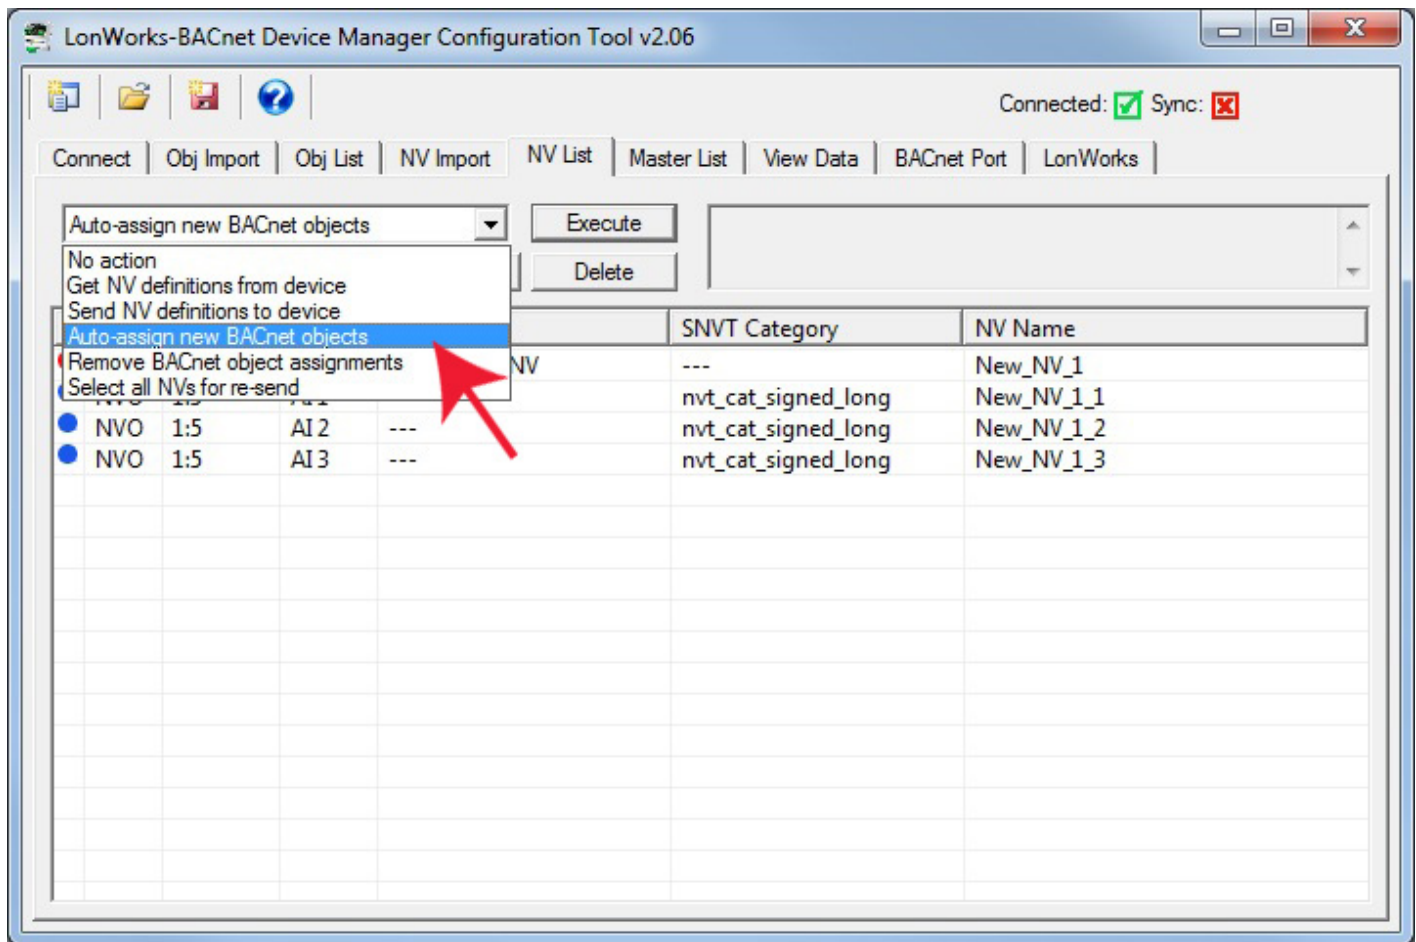 LonWorks-BACnet Device Manager Configuration Tool v2.06
Connected: Sync:
Connect Obj Import Obj List NV Import NV List Master List View Data BACnet Port LonWorks
Auto-assign new BACnet objects Execute
No action
Get NV definitions from device Delete
Send NV definitions to device
Auto-assign new BACnet objects SNVT Category NV Name
Remove BACnet object assignments NV --- New_NV_1
Select all NVs for re-send
nvt_cat_signed_long New_NV_1_1
NVO 1:5 AI 2 --- nvt_cat_signed_long New_NV_1_2
NVO 1:5 AI 3 --- nvt_cat_signed_long New_NV_1_3